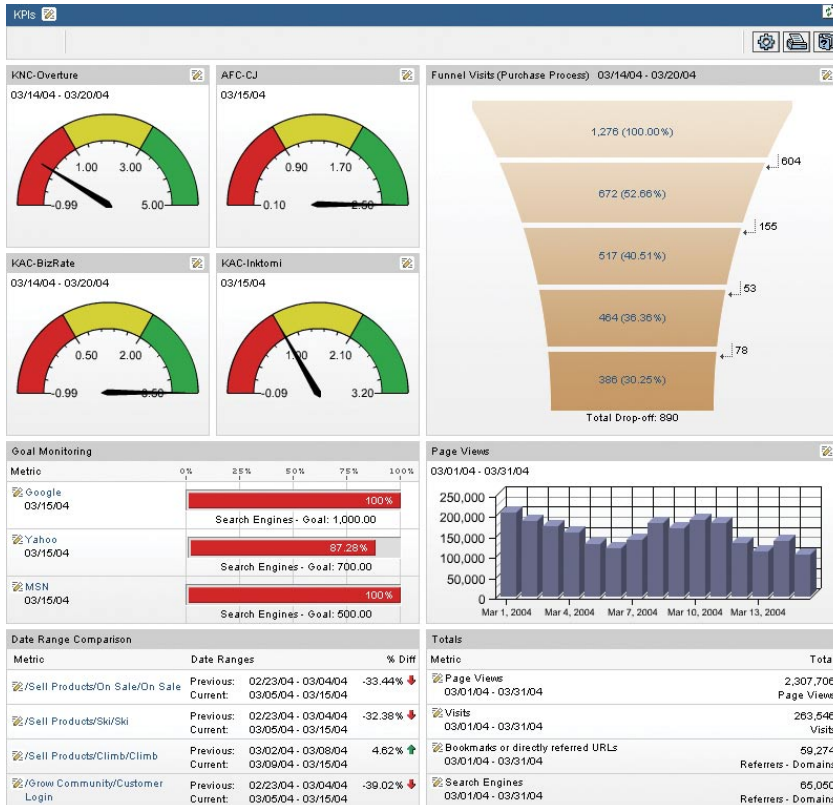 KPIs
KNC-Overture
03/14/04 - 03/20/04
1.00 3.00
-0.99 5.00
AFC-CJ
03/15/04
0.90 1.70
0.10 2.50
KAC-BizRate
03/14/04 - 03/20/04
0.50 2.00
-0.99 3.50
KAC-Inktomi
03/15/04
1.00 2.10
-0.09 3.20
Funnel Visits (Purchase Process) 03/14/04 - 03/20/04
1,276 (100.00%)
604
672 (52.66%)
155
517 (40.51%)
53
464 (36.36%)
78
386 (30.25%)
Total Drop-off: 890
Goal Monitoring
Metric 0% 25% 50% 75% 100%
Google
03/15/04
100%
Search Engines - Goal: 1,000.00
Yahoo
03/15/04
87.28%
Search Engines - Goal: 700.00
MSN
03/15/04
100%
Search Engines - Goal: 500.00
Page Views
03/01/04 - 03/31/04
250,000
200,000
150,000
100,000
50,000
0
Mar 1, 2004 Mar 4, 2004 Mar 7, 2004 Mar 10, 2004 Mar 13, 2004
Date Range Comparison
Metric Date Ranges % Diff
/Sell Products/On Sale/On Sale Previous: 02/23/04 - 03/04/04 -33.44%
Current: 03/05/04 - 03/15/04
/Sell Products/Ski/Ski Previous: 02/23/04 - 03/04/04 -32.38%
Current: 03/05/04 - 03/15/04
/Sell Products/Climb/Climb Previous: 03/02/04 - 03/08/04 4.62%
Current: 03/09/04 - 03/15/04
/Grow Community/Customer Login Previous: 02/23/04 - 03/04/04 -39.02%
Current: 03/05/04 - 03/15/04
Totals
Metric Tota
Page Views 2,307,706
03/01/04 - 03/31/04 Page Views
Visits 263,546
03/01/04 - 03/31/04 Visits
Bookmarks or directly referred URLs 59,274
03/01/04 - 03/31/04 Referrers - Domains
Search Engines 65,050
03/01/04 - 03/31/04 Referrers - Domains